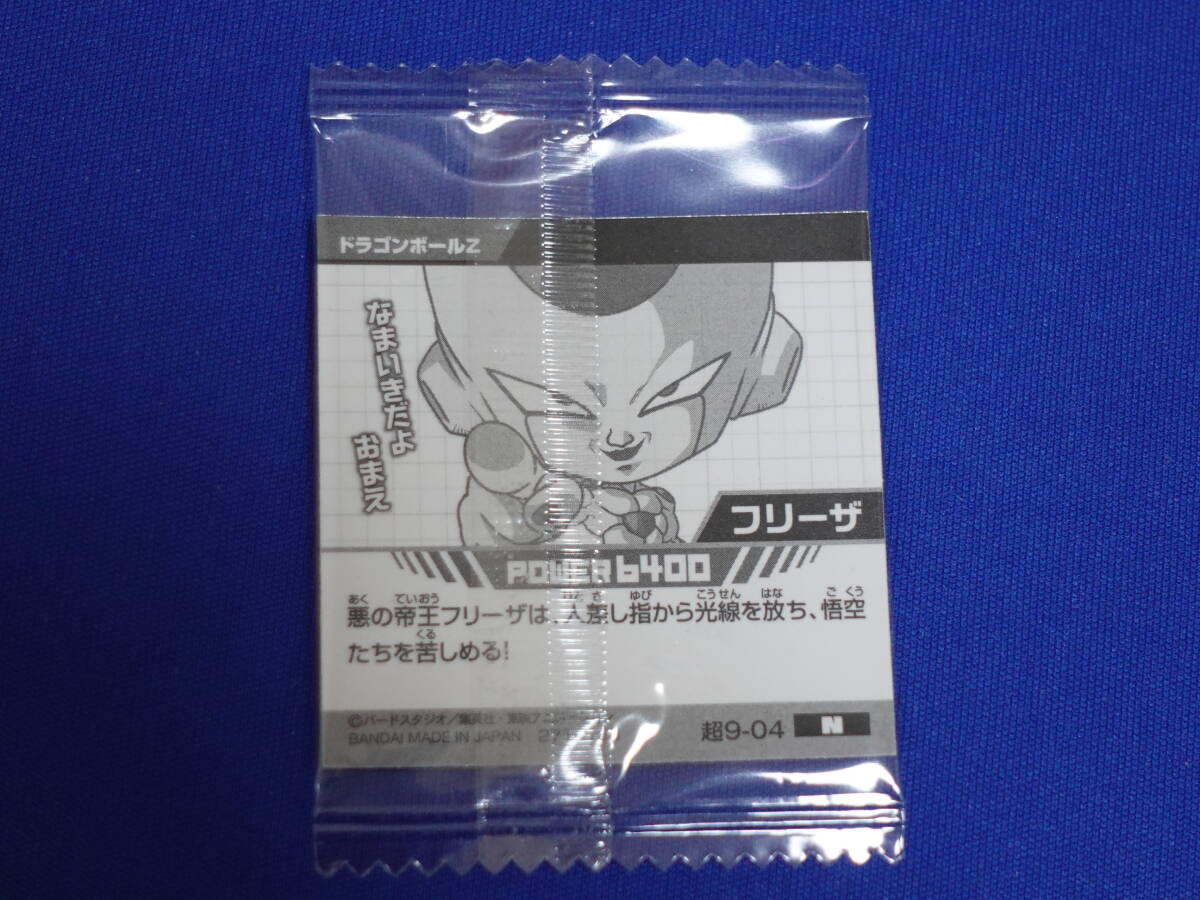 ドラゴンボールZ
なまいきだよ
おまえ
フリーザ
POWER 6400
あく ていおう ゆび こうせん はな ごくう
悪の帝王フリーザは、人差し指から光線を放ち、悟空
くる
たちを苦しめる!
©バードスタジオ/集英社・東映アニメーション
BANDAI MADE IN JAPAN
超9-04 N